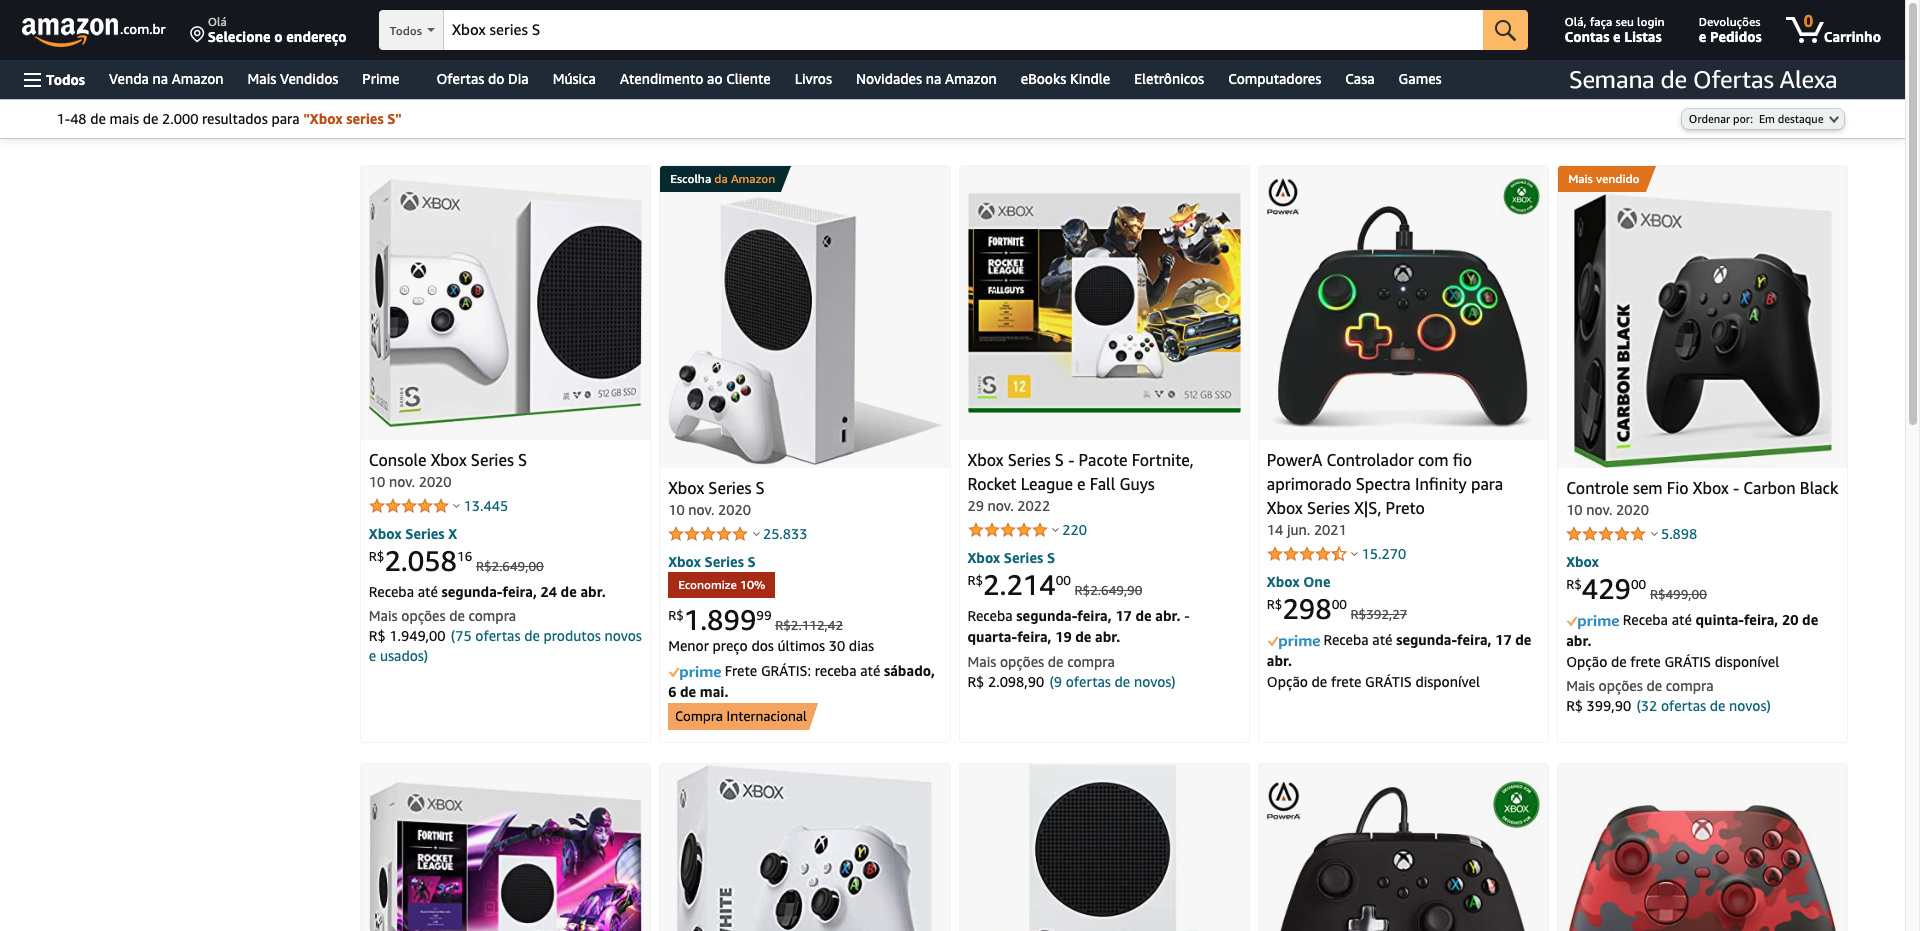 amazon.com.br
Olá
Selecione o endereço
Todos
Xbox series S
Olá, faça seu login
Contas e Listas
Devoluções
e Pedidos
0
Carrinho
Todos
Venda na Amazon
Mais Vendidos
Prime
Ofertas do Dia
Música
Atendimento ao Cliente
Livros
Novidades na Amazon
eBooks Kindle
Eletrônicos
Computadores
Casa
Games
Semana de Ofertas Alexa
1-48 de mais de 2.000 resultados para "Xbox series S"
Ordenar por: Em destaque
XBOX
SERIES S
512 GB SSD
Console Xbox Series S
10 nov. 2020
13.445
Xbox Series X
R$2.05816 R$2.649,00
Receba até segunda-feira, 24 de abr.
Mais opções de compra
R$ 1.949,00 (75 ofertas de produtos novos
e usados)
Escolha da Amazon
Xbox Series S
10 nov. 2020
25.833
Xbox Series S
Economize 10%
R$1.89999 R$2.112,42
Menor preço dos últimos 30 dias
prime Frete GRÁTIS: receba até sábado,
6 de mai.
Compra Internacional
XBOX
FORTNITE
ROCKET
LEAGUE
FALL GUYS
SERIES S
12
512 GB SSD
Xbox Series S - Pacote Fortnite,
Rocket League e Fall Guys
29 nov. 2022
220
Xbox Series S
R$2.21400 R$2.649,90
Receba segunda-feira, 17 de abr. -
quarta-feira, 19 de abr.
Mais opções de compra
R$ 2.098,90 (9 ofertas de novos)
PowerA
DESIGNED FOR
XBOX
Y
X
B
A
PowerA Controlador com fio
aprimorado Spectra Infinity para
Xbox Series X|S, Preto
14 jun. 2021
15.270
Xbox One
R$29800 R$392,27
prime Receba até segunda-feira, 17 de
abr.
Opção de frete GRÁTIS disponível
Mais vendido
XBOX
CARBON BLACK
Y
X
B
A
Controle sem Fio Xbox - Carbon Black
10 nov. 2020
5.898
Xbox
R$42900 R$499,00
prime Receba até quinta-feira, 20 de
abr.
Opção de frete GRÁTIS disponível
Mais opções de compra
R$ 399,90 (32 ofertas de novos)
XBOX
FORTNITE
ROCKET
LEAGUE
XBOX
Y
X
B
A
WHITE
PowerA
XBOX
Y
X
B
A